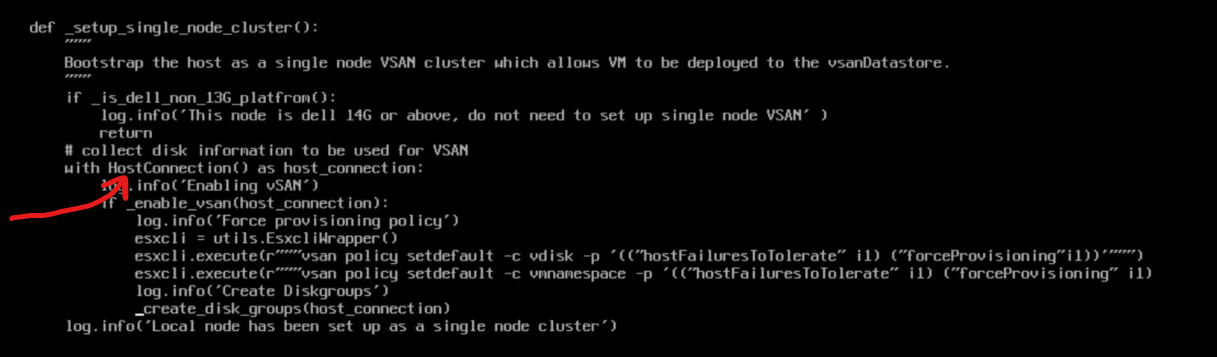 def _setup_single_node_cluster():
"""
Bootstrap the host as a single node VSAN cluster which allows VM to be deployed to the vsanDatastore.
"""
if _is_dell_non_13G_platfrom():
log.info('This node is dell 14G or above, do not need to set up single node VSAN' )
return
# collect disk information to be used for VSAN
with HostConnection() as host_connection:
log.info('Enabling vSAN')
if _enable_vsan(host_connection):
log.info('Force provisioning policy')
esxcli = utils.EsxcliWrapper()
esxcli.execute(r"""vsan policy setdefault -c vdisk -p '(("hostFailuresToTolerate" i1) ("forceProvisioning"i1))'""")
esxcli.execute(r"""vsan policy setdefault -c vmnamespace -p '(("hostFailuresToTolerate" i1) ("forceProvisioning" i1)
log.info('Create Diskgroups')
_create_disk_groups(host_connection)
log.info('Local node has been set up as a single node cluster')